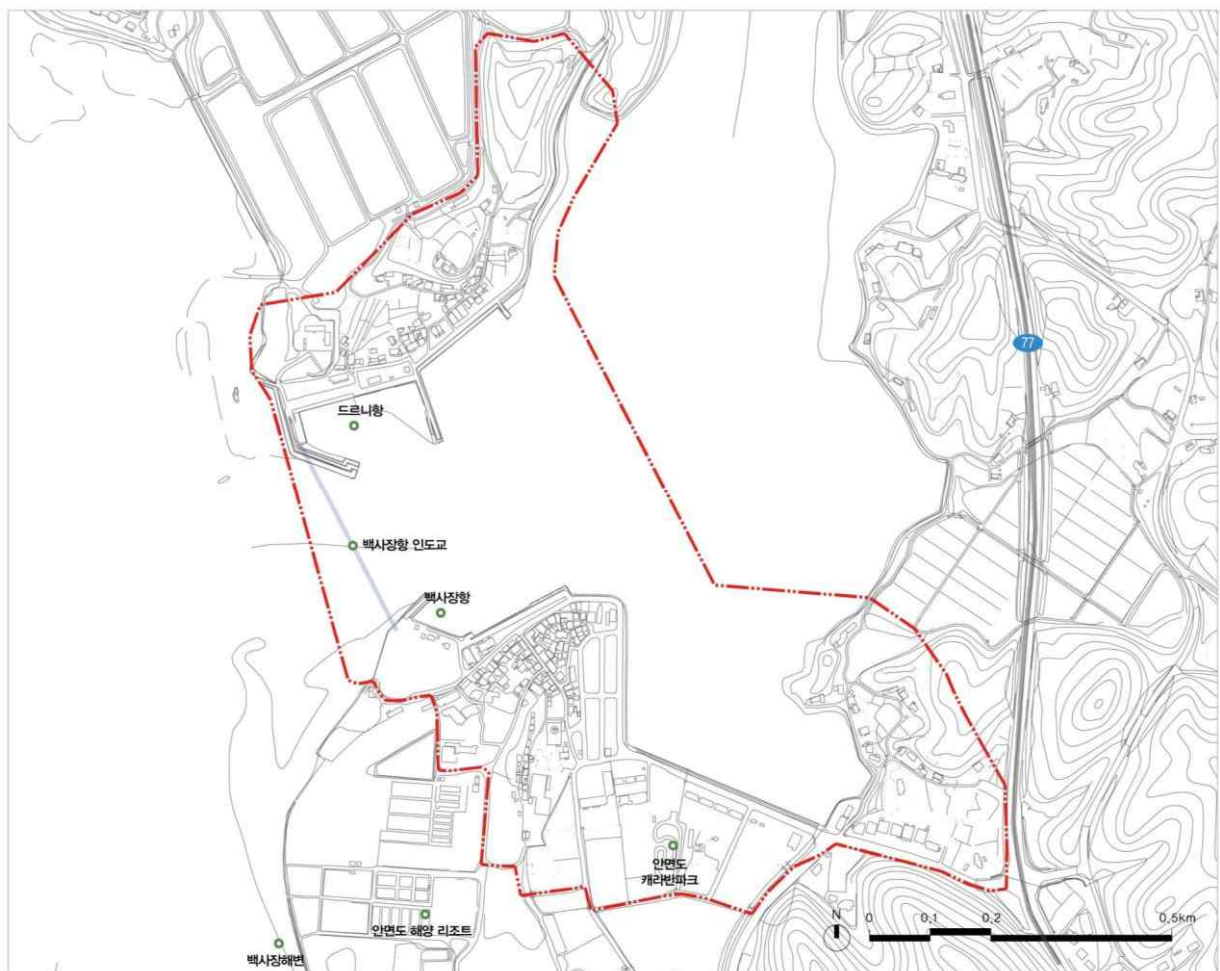 77
드르니항
백사장항 인도교
백사장항
안면도
캐라반파크
안면도 해양 리조트
백사장해변
N
0 0.1 0.2 0.5km